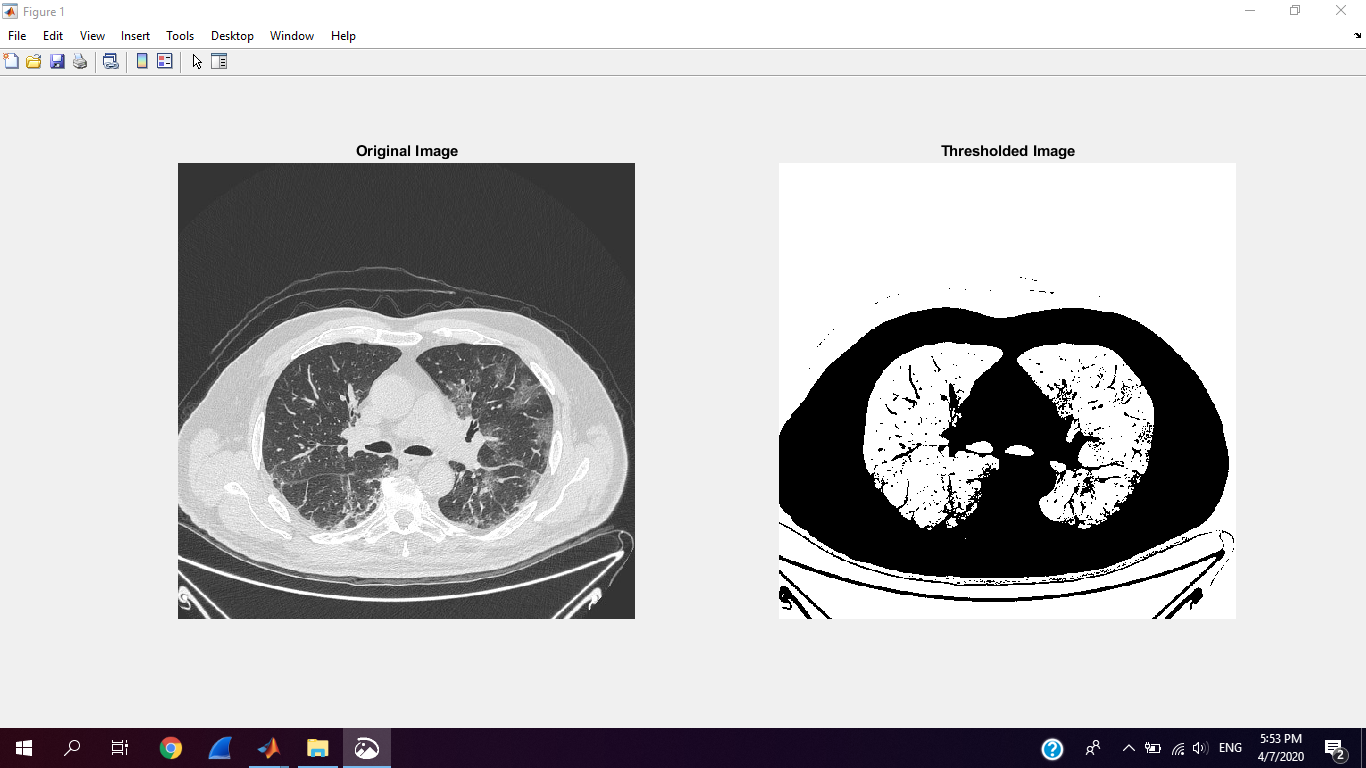 Figure 1
File Edit View Insert Tools Desktop Window Help
Original Image
Thresholded Image
ENG
5:53 PM
4/7/2020
2